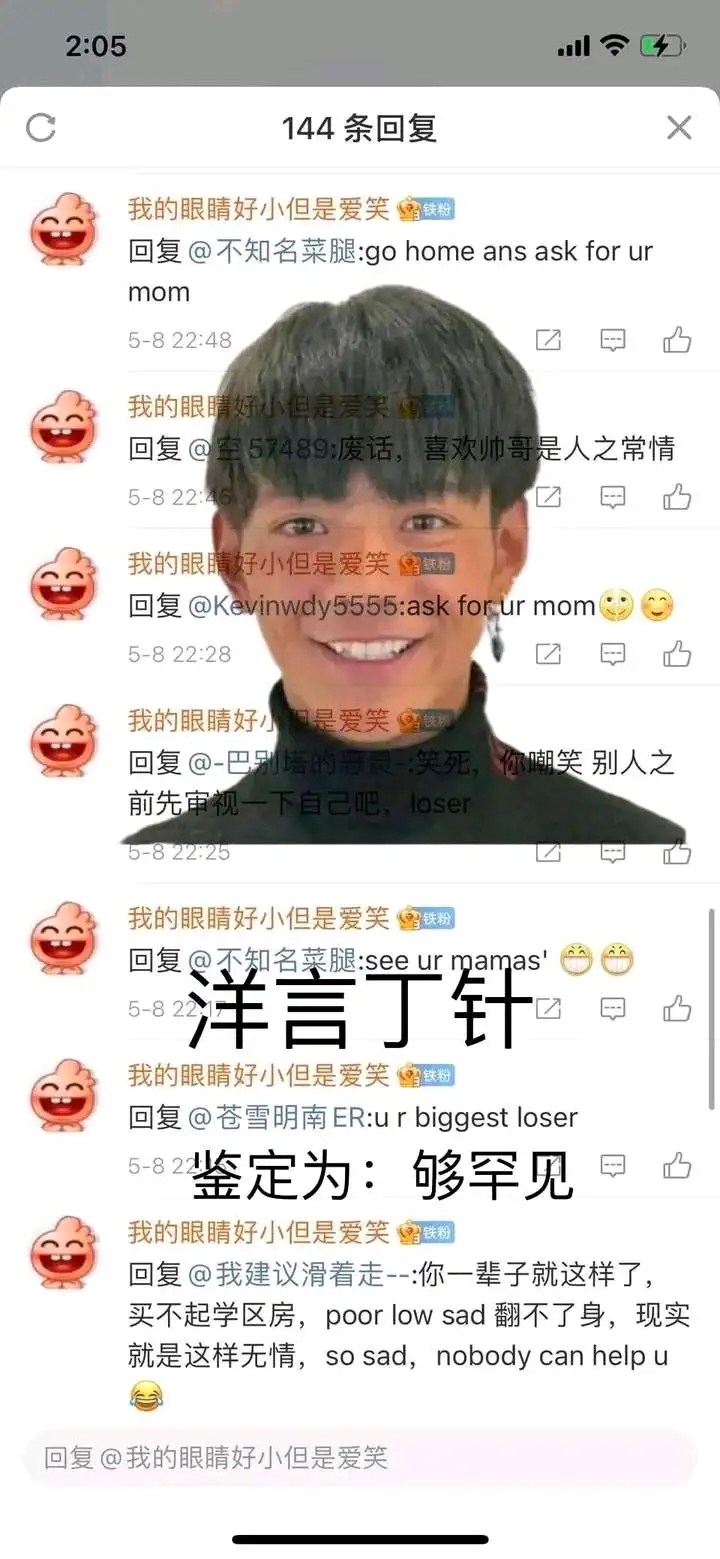 2:05
144 条回复
我的眼睛好小但是爱笑 铁粉
回复@不知名菜腿:go home ans ask for ur
mom
5-8 22:48
我的眼睛好小但是爱笑 铁粉
回复@空57489:废话，喜欢帅哥是人之常情
5-8 22:46
我的眼睛好小但是爱笑 铁粉
回复@Kevinwdy5555:ask for ur mom🙄😊
5-8 22:28
我的眼睛好小但是爱笑 铁粉
回复@-巴别塔的恶灵-:笑死，你嘲笑 别人之
前先审视一下自己吧，loser
5-8 22:25
我的眼睛好小但是爱笑 铁粉
回复@不知名菜腿:see ur mamas' 😁😁
5-8 22:17
洋言丁针
我的眼睛好小但是爱笑 铁粉
回复@苍雪明南ER:u r biggest loser
5-8 22
鉴定为：够罕见
我的眼睛好小但是爱笑 铁粉
回复@我建议滑着走--:你一辈子就这样了，
买不起学区房，poor low sad 翻不了身，现实
就是这样无情，so sad，nobody can help u
😂
回复@我的眼睛好小但是爱笑